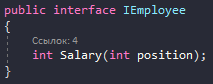 public interface IEmployee
{
Ссылок: 4
int Salary(int position);
}